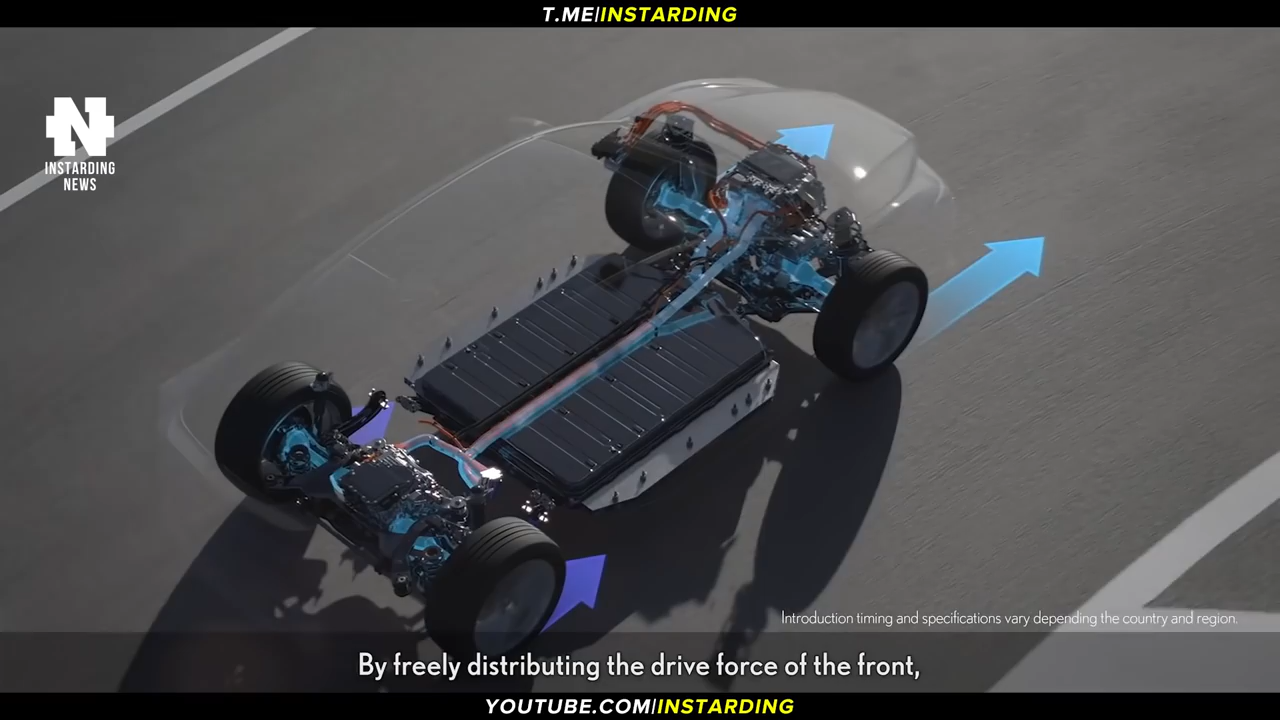 T.ME|INSTARDING
INSTARDING
NEWS
Introduction timing and specifications vary depending the country and region.
By freely distributing the drive force of the front,
YOUTUBE.COM|INSTARDING